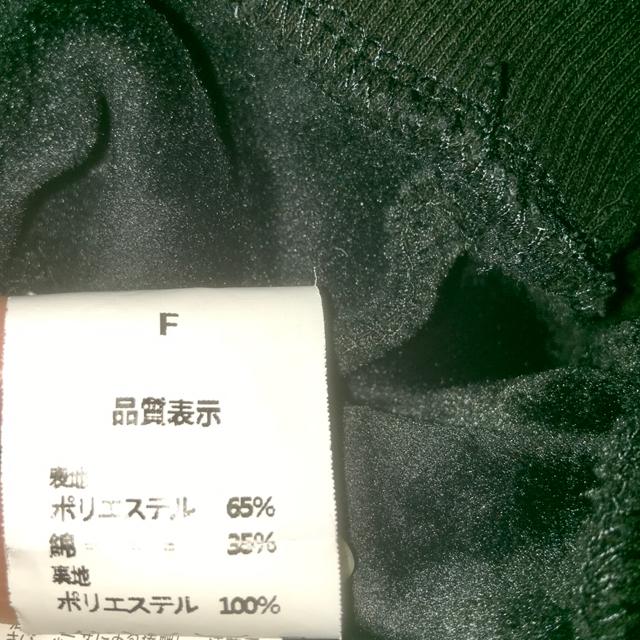 F
品質表示
表地
ポリエステル 65%
綿 35%
裏地
ポリエステル 100%